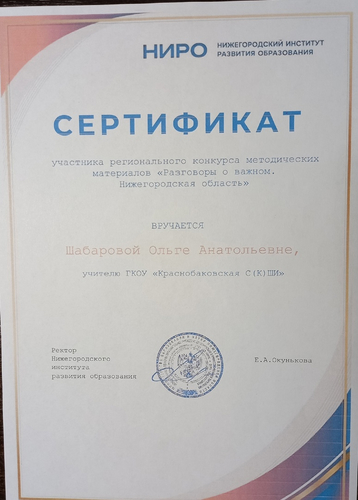 НИРО
НИЖЕГОРОДСКИЙ ИНСТИТУТ
РАЗВИТИЯ ОБРАЗОВАНИЯ
СЕРТИФИКАТ
участника регионального конкурса методических
материалов «Разговоры о важном.
Нижегородская область»
ВРУЧАЕТСЯ
Шабаровой Ольге Анатольевне,
учителю ГКОУ «Краснобаковская С(К)ШИ»
Ректор
Нижегородского
института
развития образования
Е.А.Окунькова